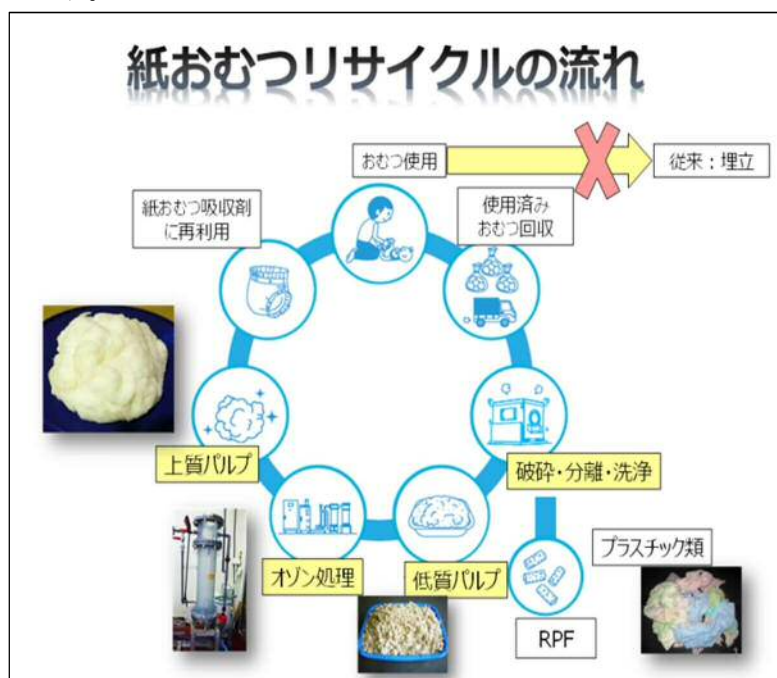 紙おむつリサイクルの流れ
おむつ使用
従来：埋立
紙おむつ吸収剤
に再利用
使用済み
おむつ回収
上質パルプ
破砕・分離・洗浄
オゾン処理
低質パルプ
プラスチック類
RPF